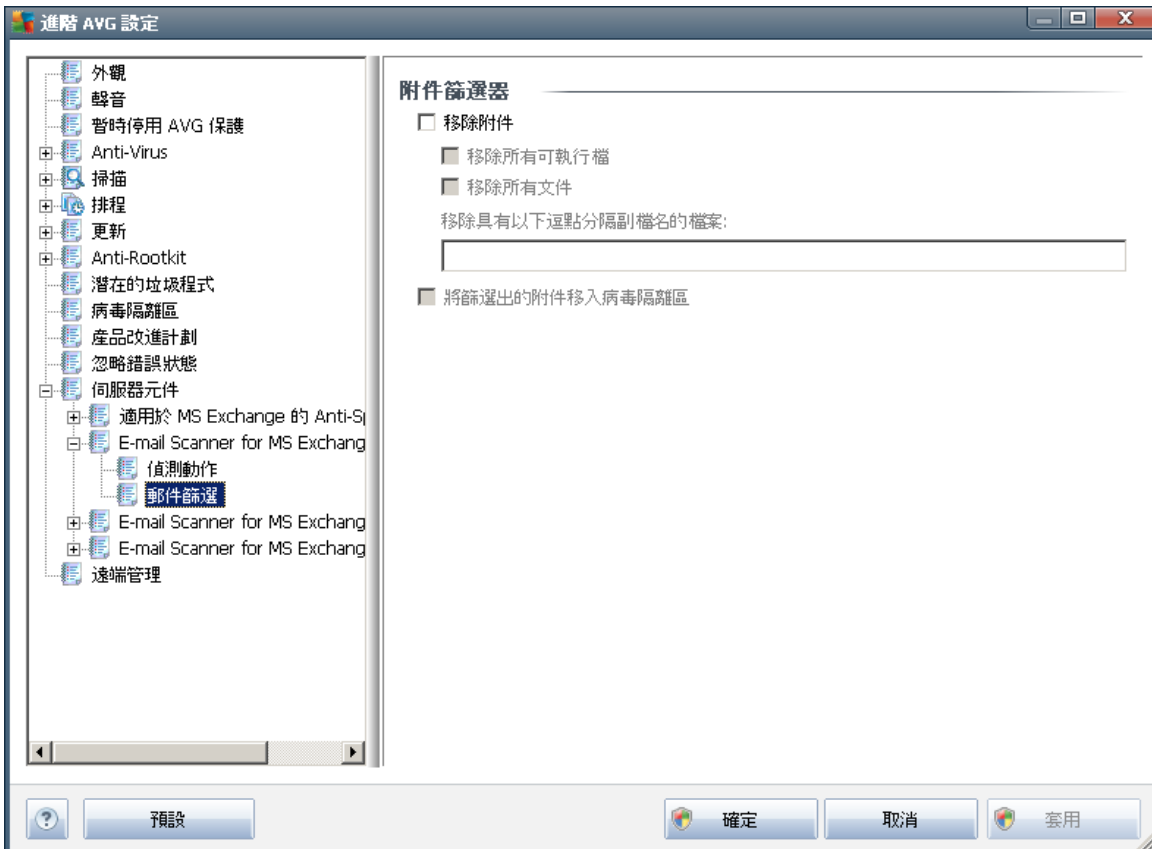 進階 AVG 設定
外觀
聲音
暫時停用 AVG 保護
Anti-Virus
掃描
排程
更新
Anti-Rootkit
潛在的垃圾程式
病毒隔離區
產品改進計劃
忽略錯誤狀態
伺服器元件
適用於 MS Exchange 的 Anti-Sp
E-mail Scanner for MS Exchang
偵測動作
郵件篩選
E-mail Scanner for MS Exchang
E-mail Scanner for MS Exchang
遠端管理
附件篩選器
移除附件
移除所有可執行檔
移除所有文件
移除具有以下逗點分隔副檔名的檔案:
將篩選出的附件移入病毒隔離區
?
預設
確定
取消
套用